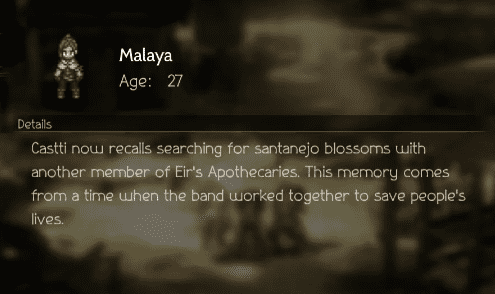 Malaya
Age: 27
Details
Castti now recalls searching for santanejo blossoms with
another member of Eir's Apothecaries. This memory comes
from a time when the band worked together to save people's
lives.